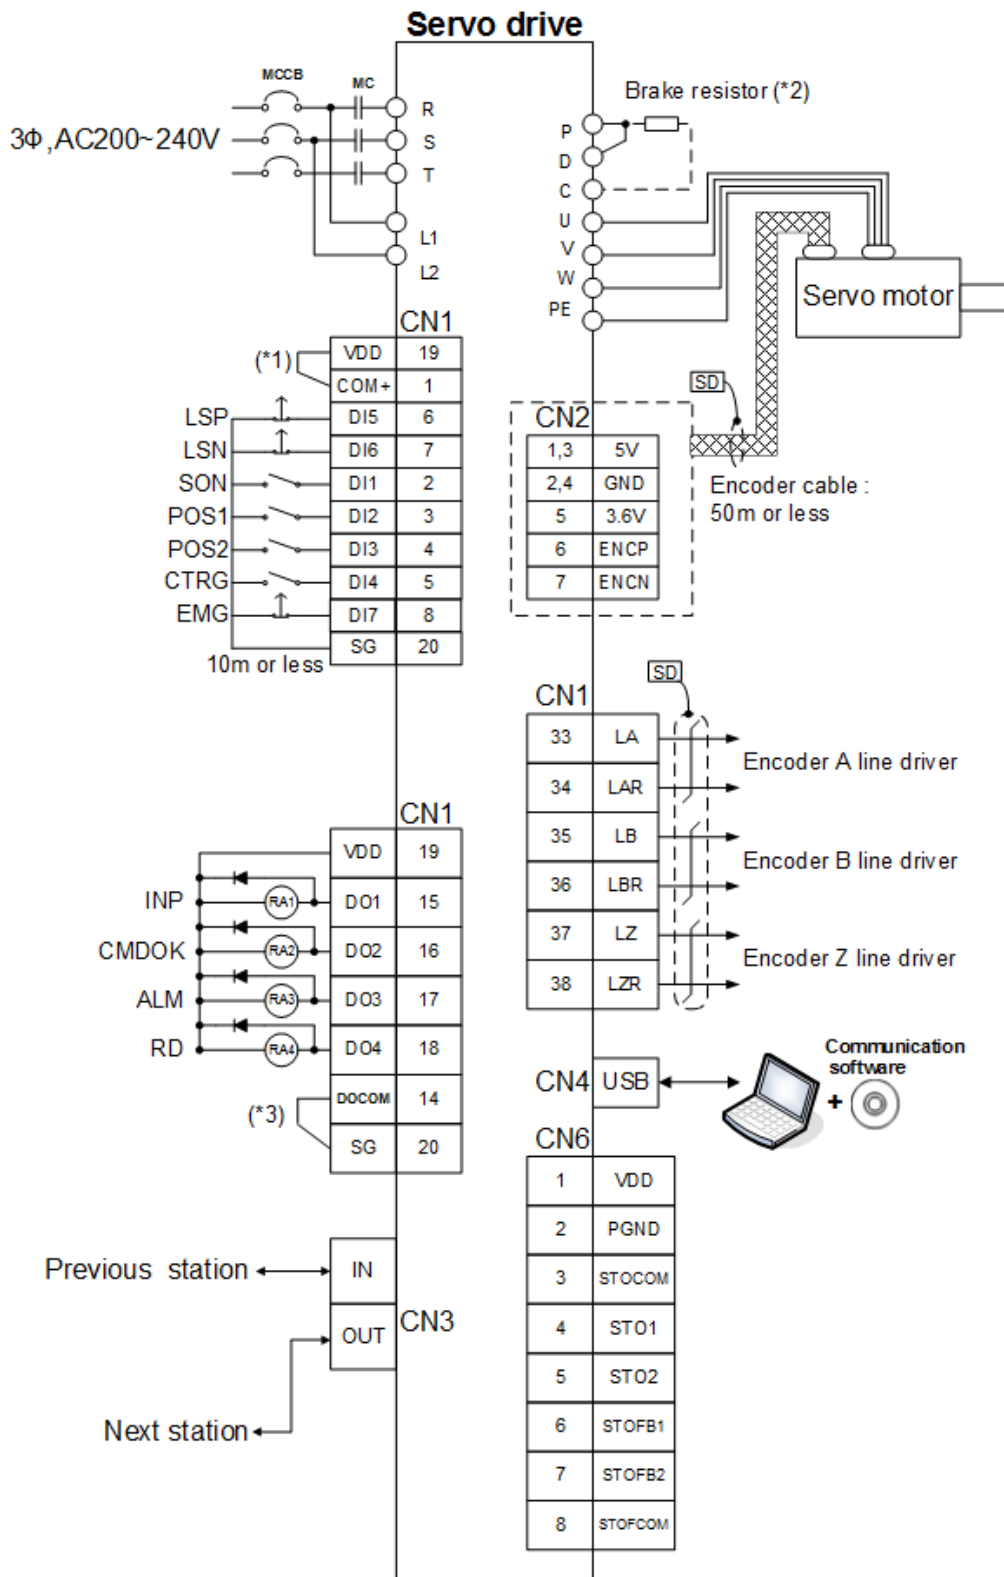 Servo drive
MCCB
MC
3Φ,AC200~240V
R
S
T
L1
L2
Brake resistor (*2)
P
D
C
U
V
W
PE
Servo motor
SD
Encoder cable :
50m or less
CN1
(*1)
VDD 19
COM+ 1
LSP DI5 6
LSN DI6 7
SON DI1 2
POS1 DI2 3
POS2 DI3 4
CTRG DI4 5
EMG DI7 8
SG 20
10m or less
CN2
1,3 5V
2,4 GND
5 3.6V
6 ENCP
7 ENCN
CN1
SD
33 LA
34 LAR
Encoder A line driver
35 LB
36 LBR
Encoder B line driver
37 LZ
38 LZR
Encoder Z line driver
CN1
VDD 19
INP RA1 DO1 15
CMDOK RA2 DO2 16
ALM RA3 DO3 17
RD RA4 DO4 18
(*3)
DOCOM 14
SG 20
CN4 USB
Communication
software
+
CN6
1 VDD
2 PGND
3 STOCOM
4 STO1
5 STO2
6 STOFB1
7 STOFB2
8 STOFCOM
Previous station IN
OUT CN3
Next station